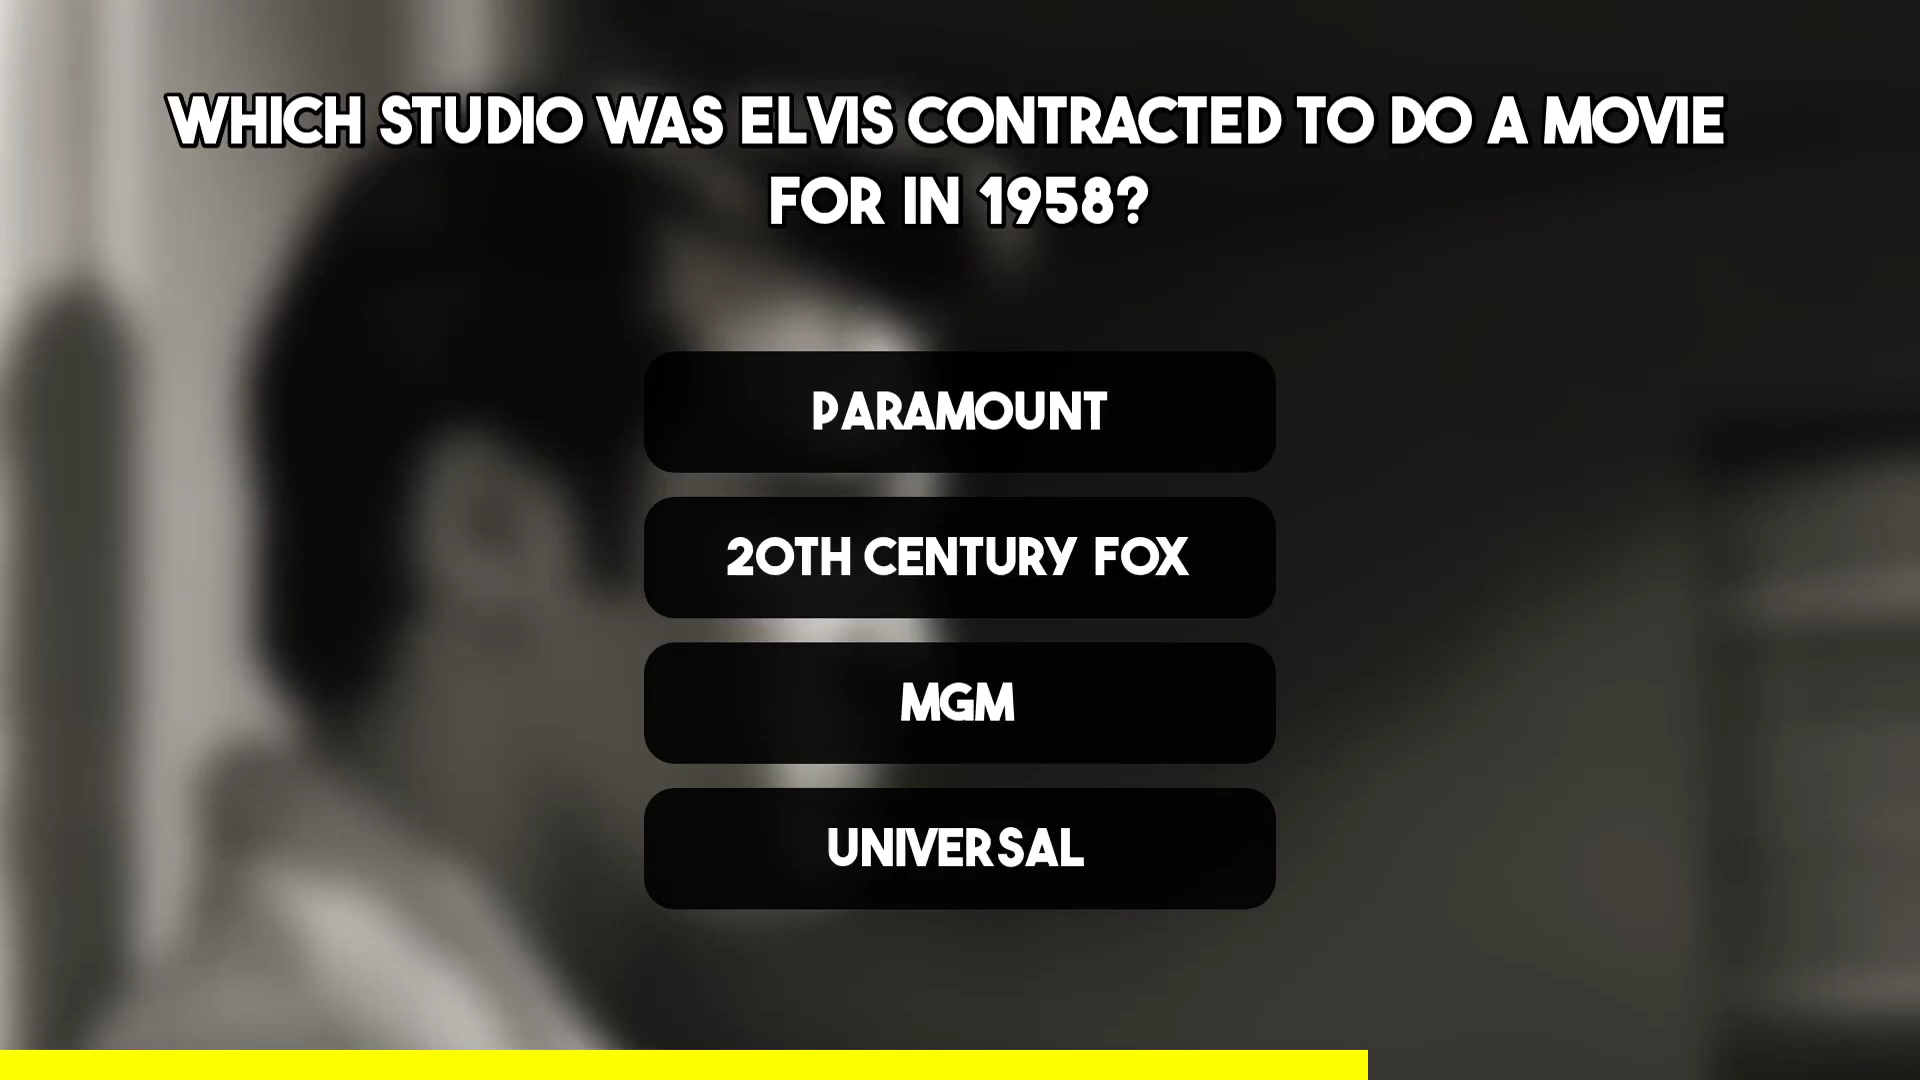 WHICH STUDIO WAS ELVIS CONTRACTED TO DO A MOVIE
FOR IN 1958?
PARAMOUNT
20TH CENTURY FOX
MGM
UNIVERSAL